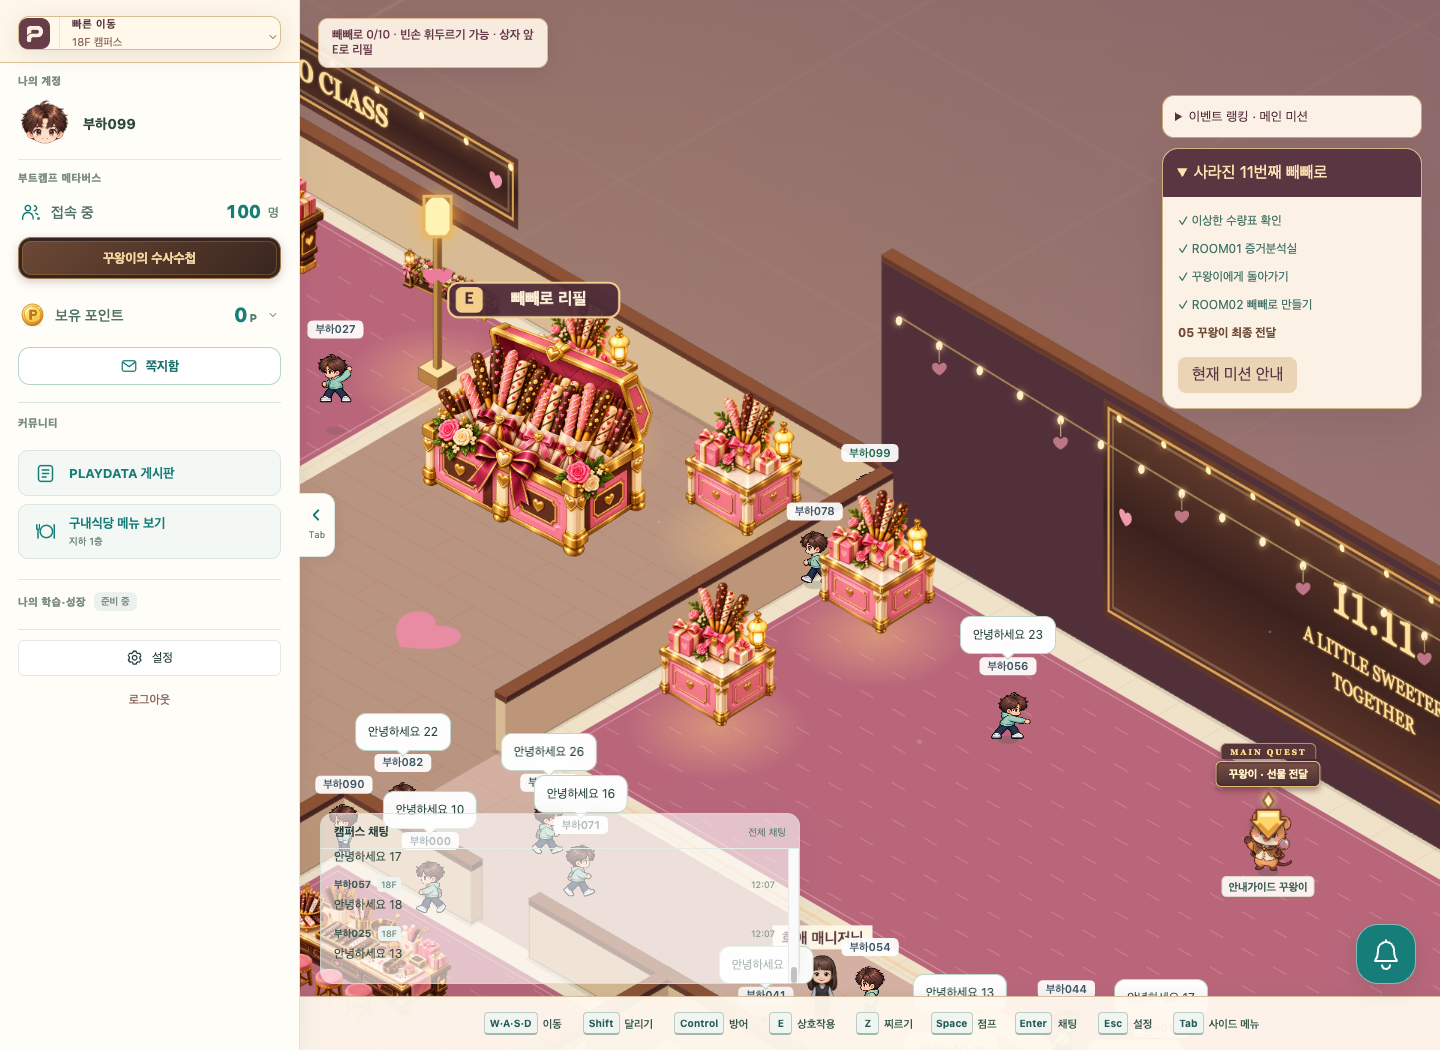 빠른 이동
18F 캠퍼스
나의 계정
부하099
부트캠프 메타버스
접속 중
100 명
꾸왕이의 수사수첩
보유 포인트
0 P
쪽지함
커뮤니티
PLAYDATA 게시판
구내식당 메뉴 보기
지하 1층
나의 학습·성장
준비 중
설정
로그아웃
Tab
빼빼로 0/10 · 빈손 휘두르기 가능 · 상자 앞
E로 리필
O CLASS
E 빼빼로 리필
부하027
부하099
부하078
안녕하세요 23
부하056
이벤트 랭킹 · 메인 미션
사라진 11번째 빼빼로
✓ 이상한 수량표 확인
✓ ROOM01 증거분석실
✓ 꾸왕이에게 돌아가기
✓ ROOM02 빼빼로 만들기
05 꾸왕이 최종 전달
현재 미션 안내
11.11
A LITTLE SWEETER
TOGETHER
MAIN QUEST
꾸왕이 · 선물 전달
안내가이드 꾸왕이
안녕하세요 22
부하082
안녕하세요 26
부하090
안녕하세요 16
안녕하세요 10
부하071
부하000
캠퍼스 채팅
전체 채팅
안녕하세요 17
부하057 18F 12:07
안녕하세요 18
부하025 18F 12:07
안녕하세요 13
매니저님
부하054
안녕하세요
부하041
안녕하세요 13
부하044
안녕하세요 17
W·A·S·D 이동
Shift 달리기
Control 방어
E 상호작용
Z 찌르기
Space 점프
Enter 채팅
Esc 설정
Tab 사이드 메뉴